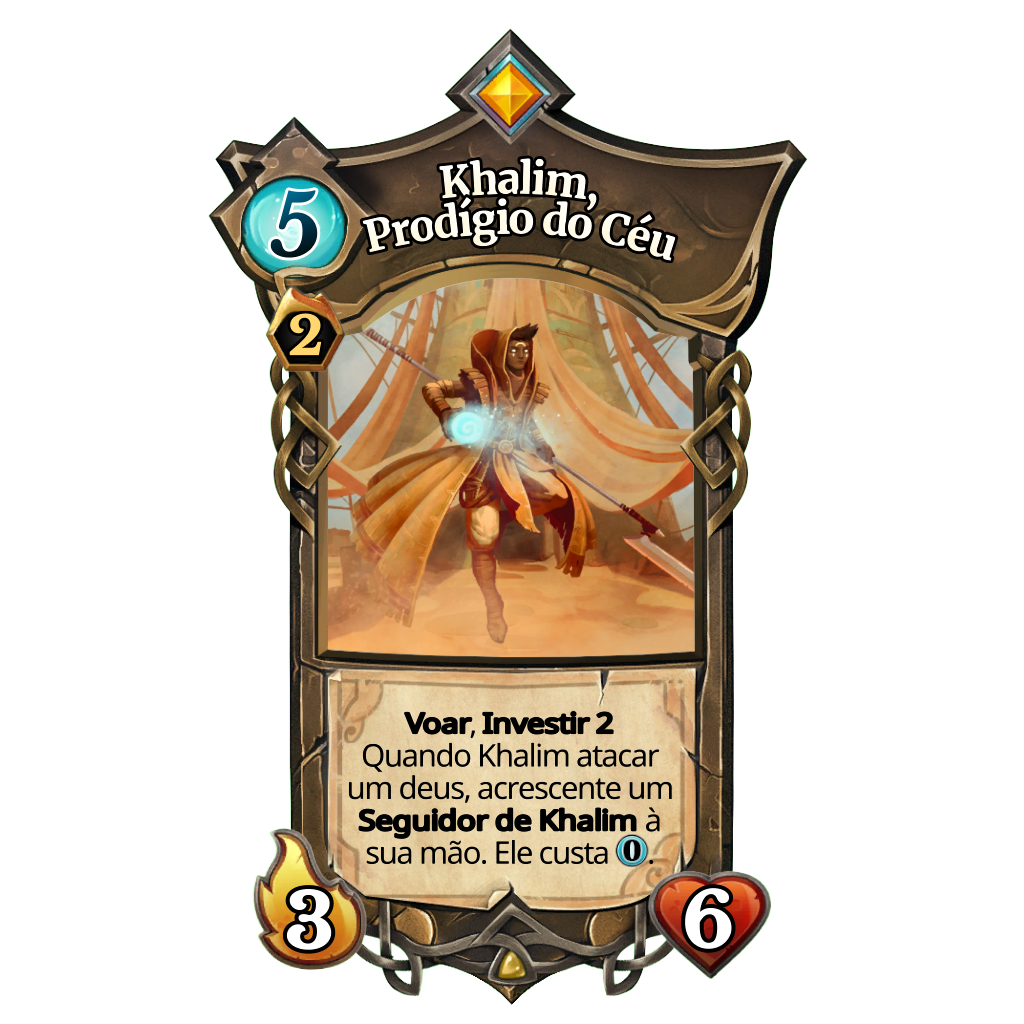 Khalim,
Prodígio do Céu
5
2
Voar, Investir 2
Quando Khalim atacar
um deus, acrescente um
Seguidor de Khalim à
sua mão. Ele custa 0.
3
6